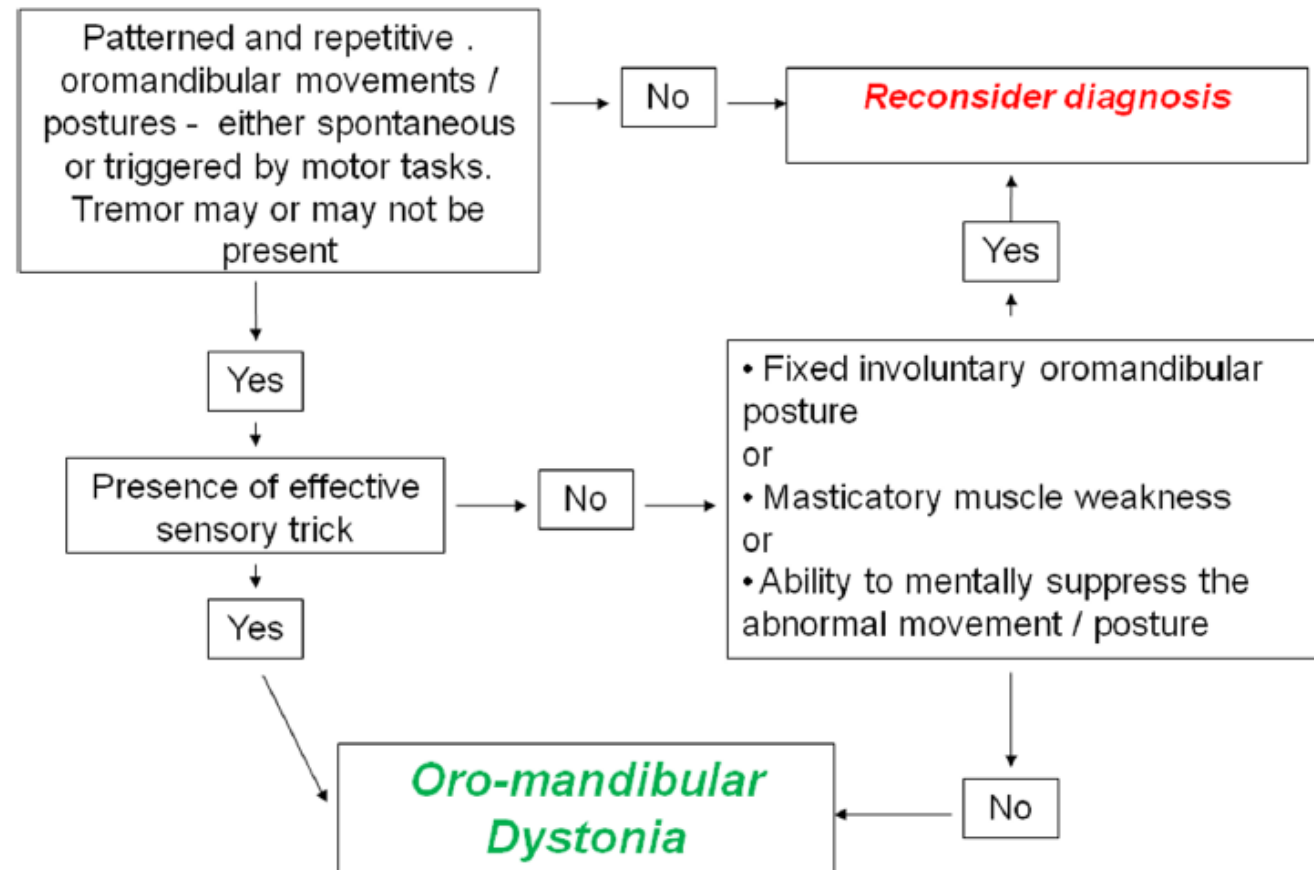 Patterned and repetitive .
oromandibular movements /
postures - either spontaneous
or triggered by motor tasks.
Tremor may or may not be
present
No
Reconsider diagnosis
Yes
Yes
• Fixed involuntary oromandibular
posture
or
• Masticatory muscle weakness
or
• Ability to mentally suppress the
abnormal movement / posture
Presence of effective
sensory trick
No
Yes
No
Oro-mandibular
Dystonia